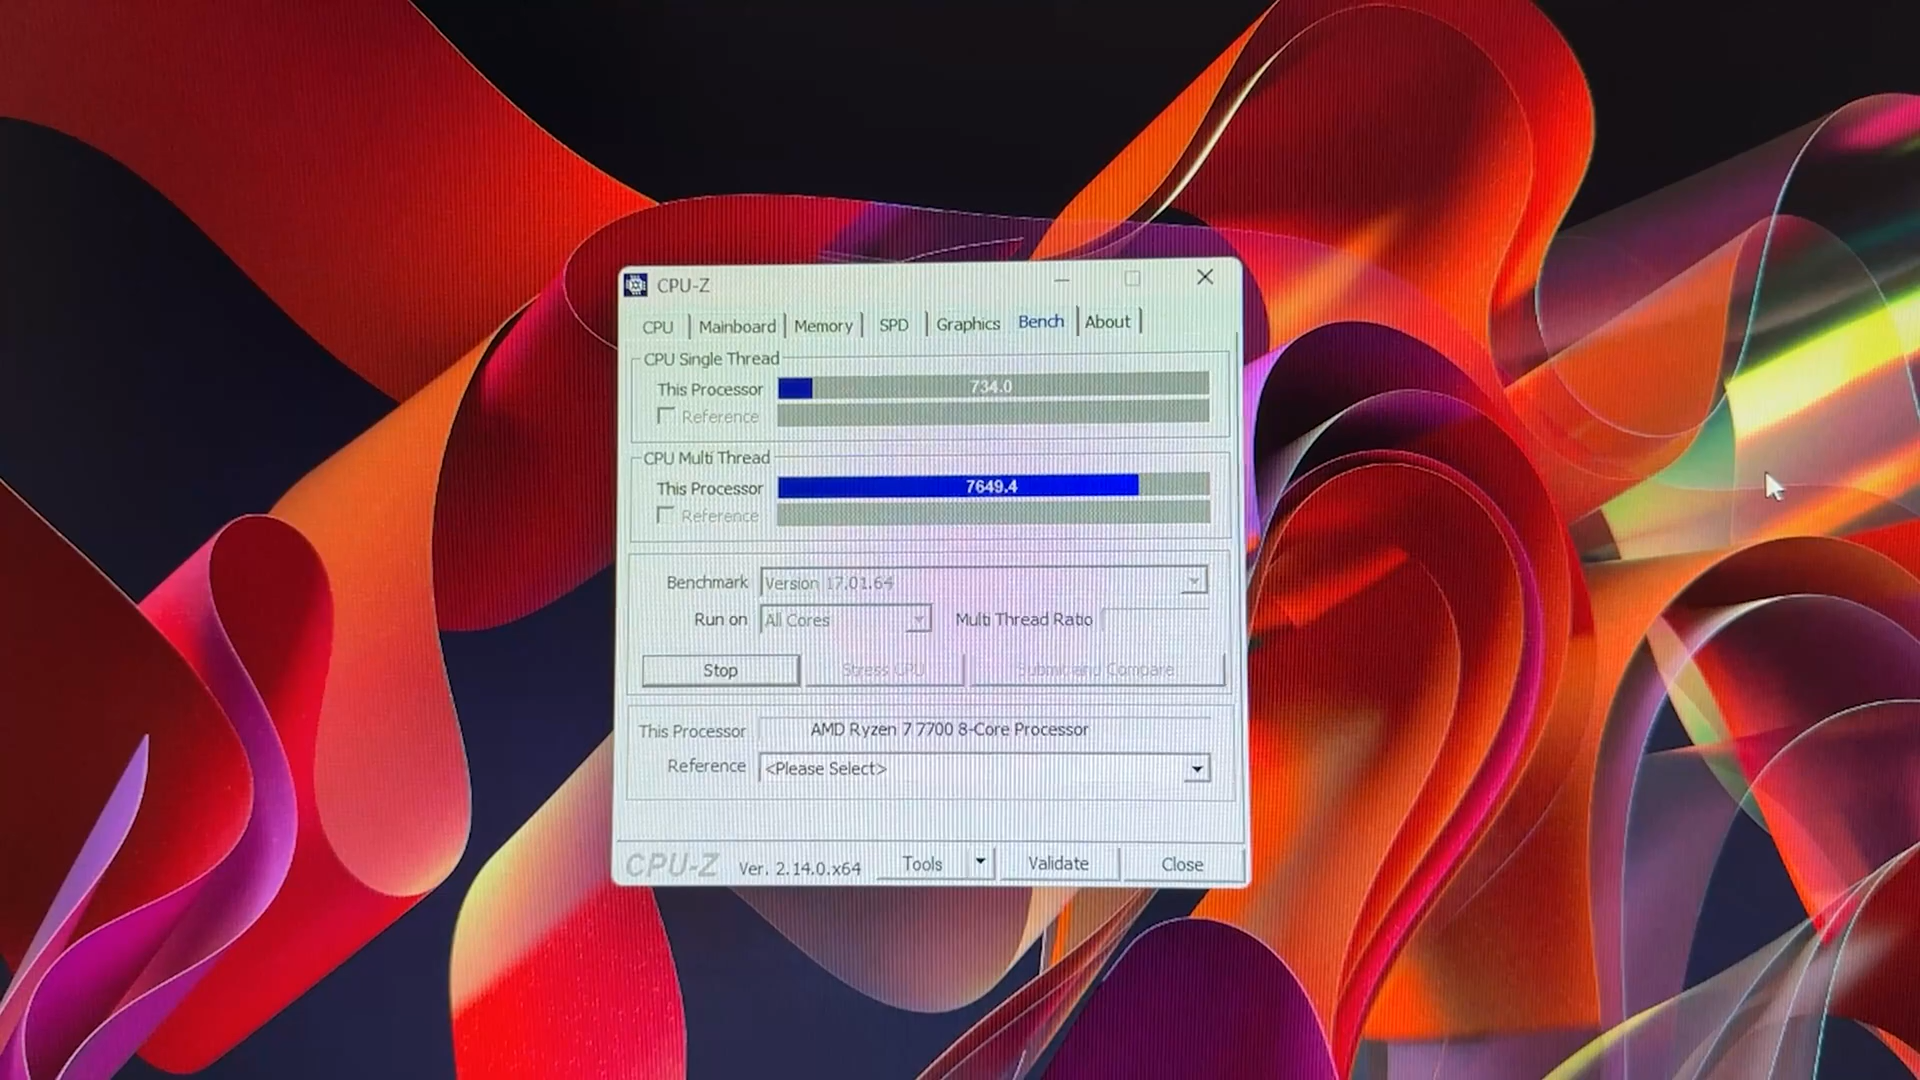 CPU-Z
CPU Mainboard Memory SPD Graphics Bench About
CPU Single Thread
This Processor 734.0
Reference
CPU Multi Thread
This Processor 7649.4
Reference
Benchmark Version 17.01.64
Run on All Cores Multi Thread Ratio
Stop Stress CPU Submit and Compare
This Processor AMD Ryzen 7 7700 8-Core Processor
Reference <Please Select>
CPU-Z Ver. 2.14.0.x64 Tools Validate Close